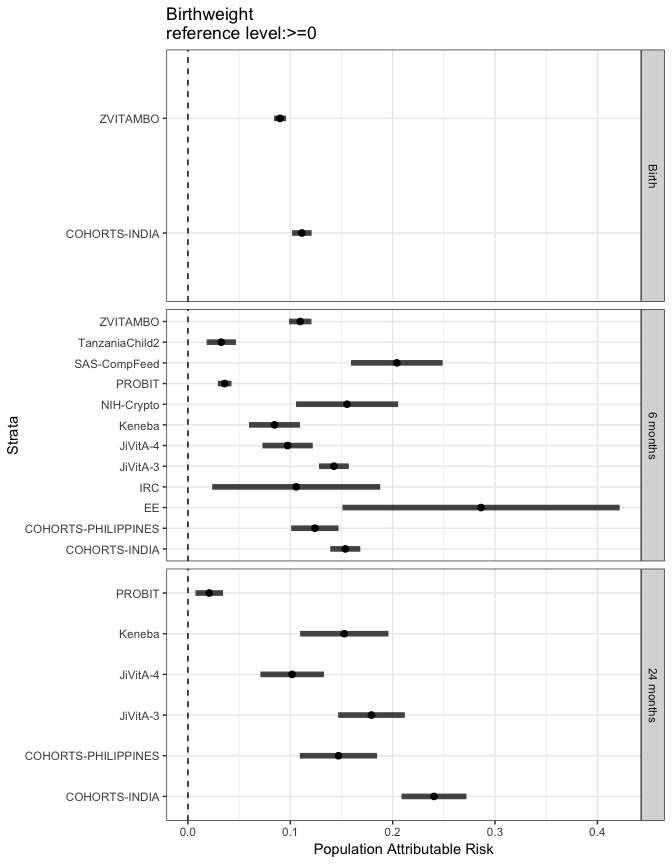 Birthweight
reference level:>=0
Strata
ZVITAMBO
COHORTS-INDIA
Birth
ZVITAMBO
TanzaniaChild2
SAS-CompFeed
PROBIT
NIH-Crypto
Keneba
JiVitA-4
JiVitA-3
IRC
EE
COHORTS-PHILIPPINES
COHORTS-INDIA
6 months
PROBIT
Keneba
JiVitA-4
JiVitA-3
COHORTS-PHILIPPINES
COHORTS-INDIA
24 months
0.0 0.1 0.2 0.3 0.4
Population Attributable Risk